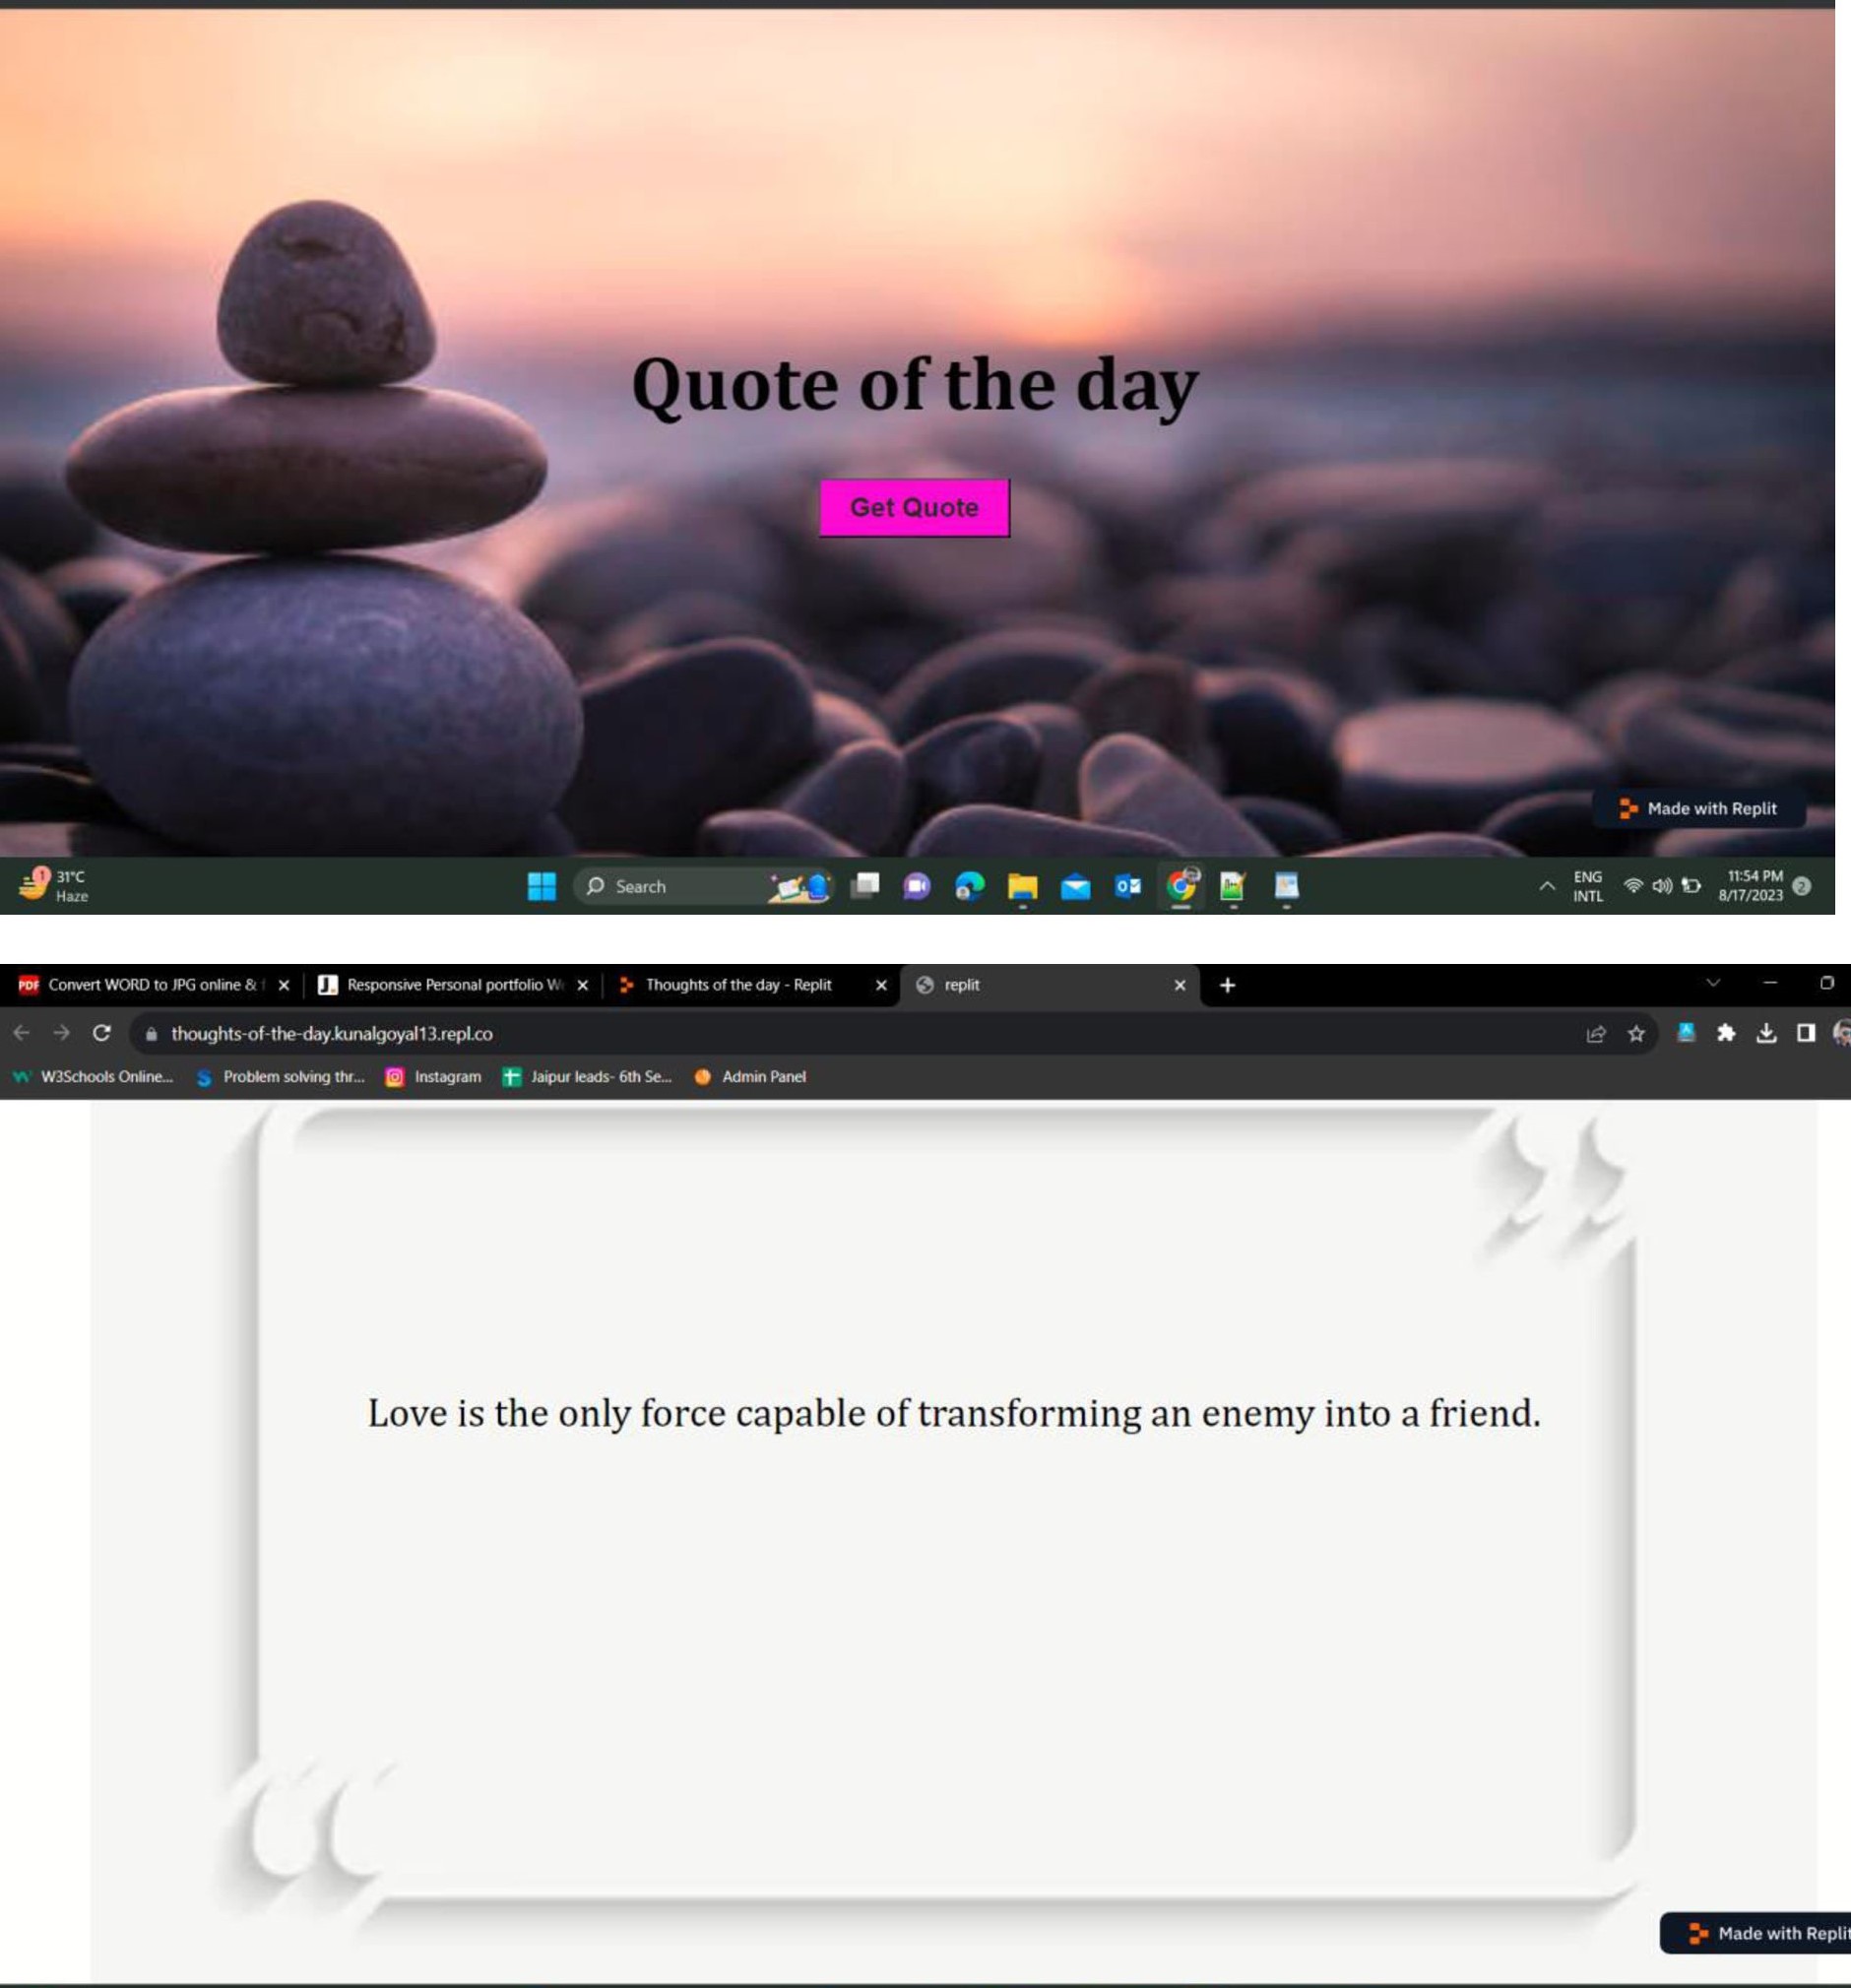 Quote of the day
Get Quote
Made with Replit
31°C
Haze
1
Search
ENG
INTL
11:54 PM
8/17/2023
2
PDF Convert WORD to JPG online & f
J. Responsive Personal portfolio W
Thoughts of the day - Replit
replit
thoughts-of-the-day.kunalgoyal13.repl.co
W3Schools Online...
Problem solving thr...
Instagram
Jaipur leads- 6th Se...
Admin Panel
Love is the only force capable of transforming an enemy into a friend.
Made with Replit